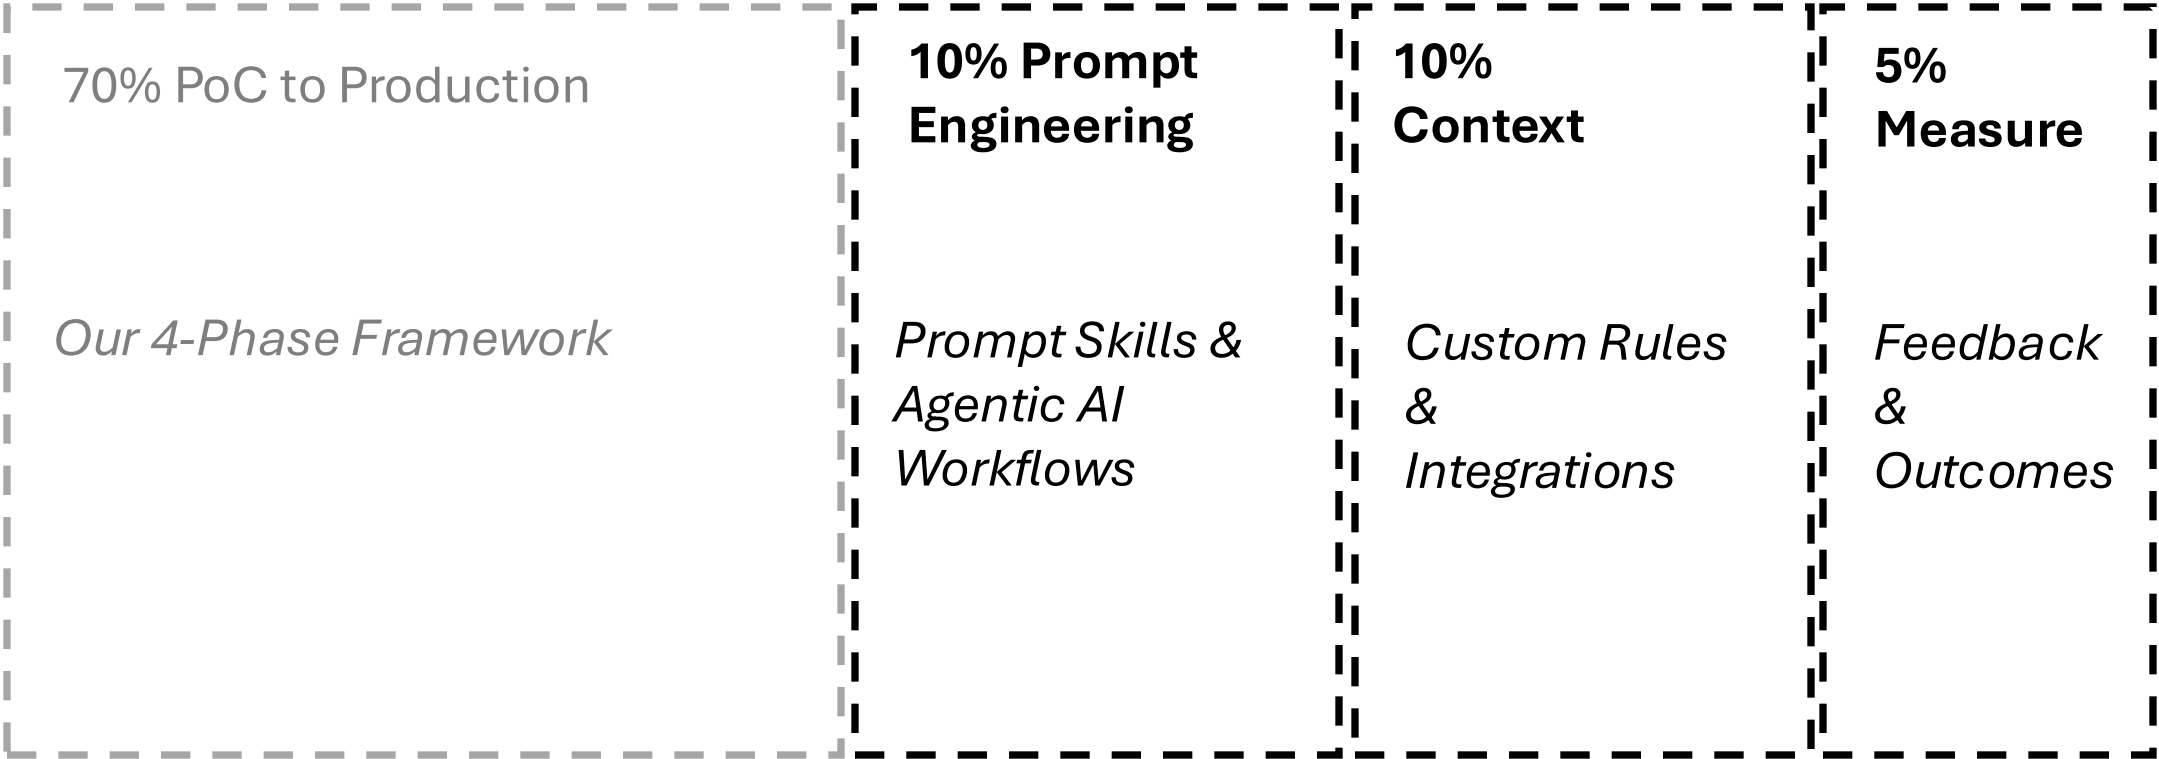 70% PoC to Production
Our 4-Phase Framework
10% Prompt
Engineering
Prompt Skills &
Agentic AI
Workflows
10%
Context
Custom Rules
&
Integrations
5%
Measure
Feedback
&
Outcomes